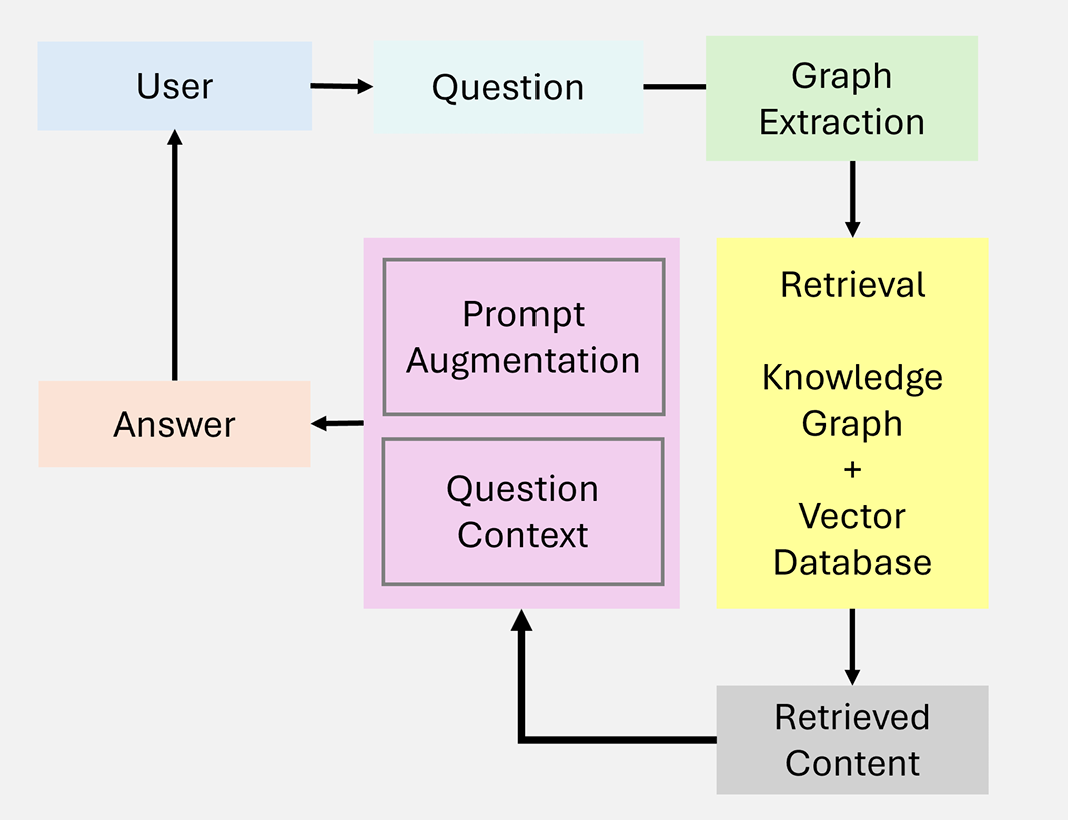 User
Question
Graph
Extraction
Retrieval
Knowledge
Graph
+
Vector
Database
Retrieved
Content
Prompt
Augmentation
Question
Context
Answer